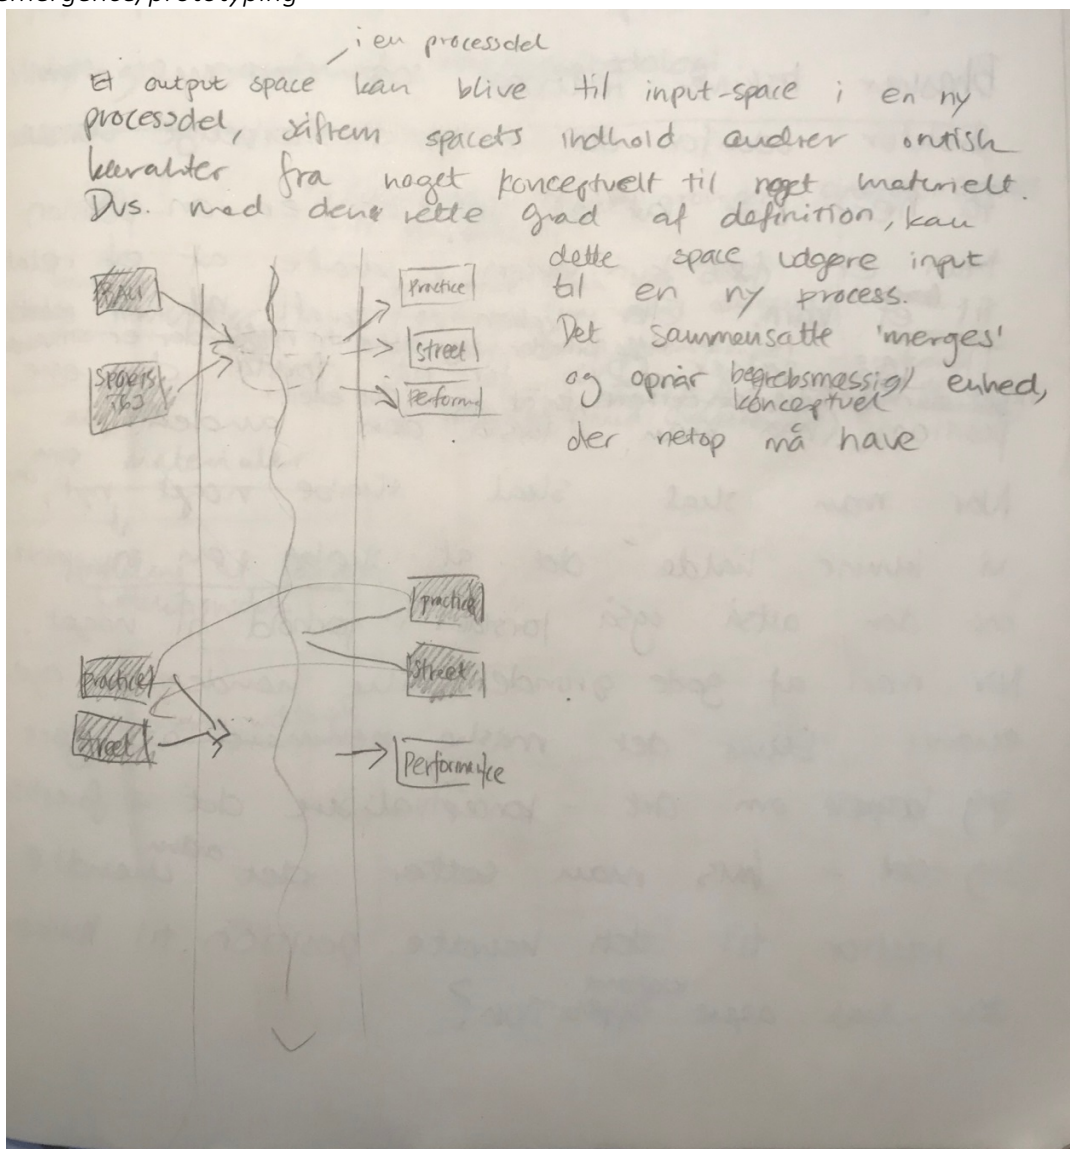 emergence/prototyping
i en processdel
Et output space kan blive til input-space i en ny
processdel, siftrem spacets indhold ændrer ontisk
karakter fra noget konceptuelt til noget materielt.
Dvs. med denne rette grad af definition, kan
dette space udgøre input
til en ny process.
Det sammensatte 'merges'
og opnår begrebsmæssig/ enhed,
konceptuel
der netop må have
Practice
Street
Perform
practice
Street
practice
Street
Performance